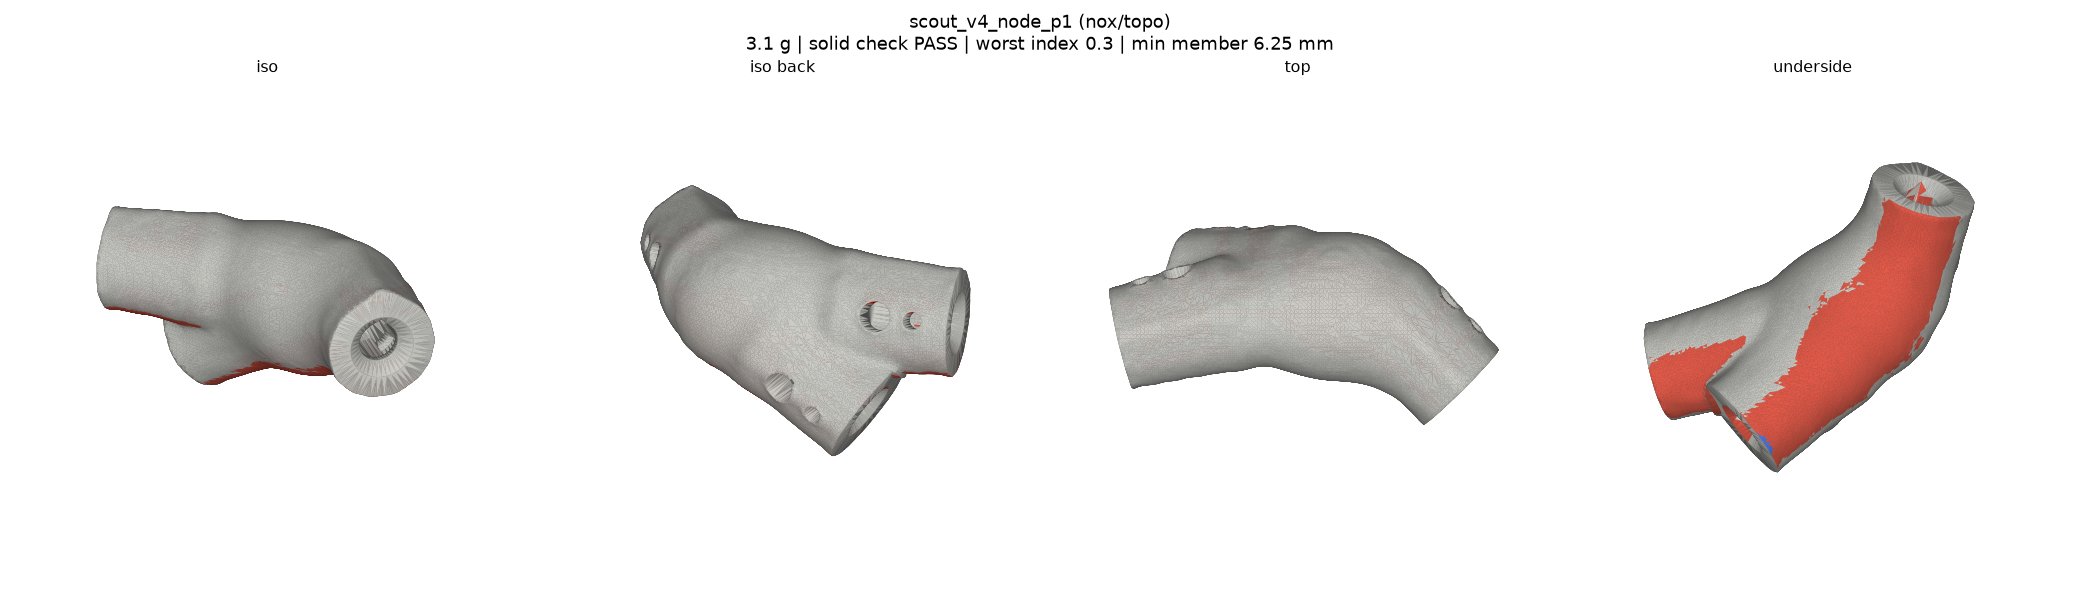 scout_v4_node_p1 (nox/topo)
3.1 g | solid check PASS | worst index 0.3 | min member 6.25 mm
iso
iso back
top
underside